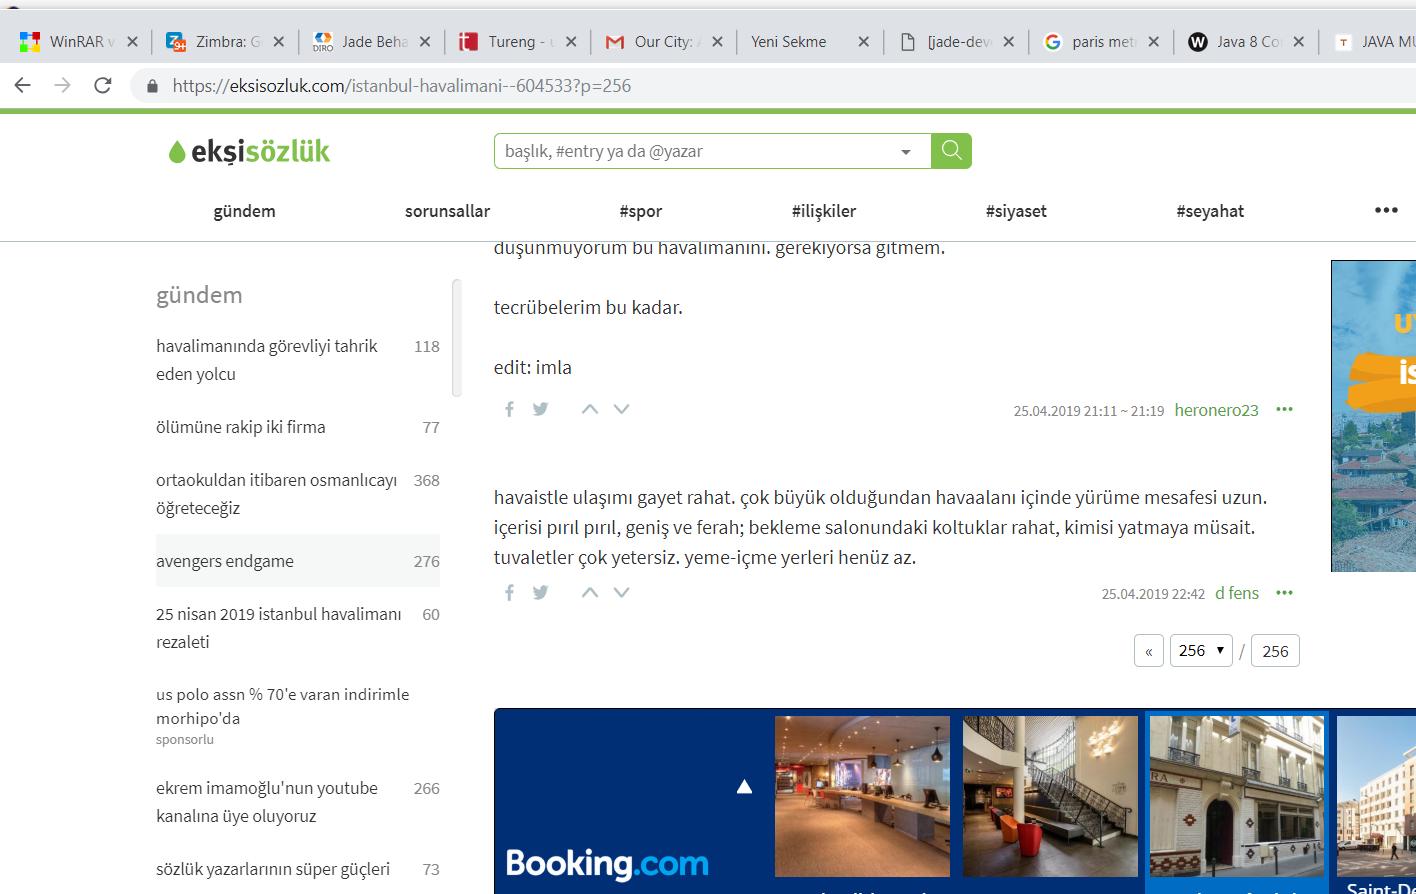 WinRAR v
Zimbra: G
Jade Beha
Tureng - u
Our City: A
Yeni Sekme
[jade-deve
paris metr
Java 8 Co
JAVA MU
https://eksisozluk.com/istanbul-havalimani--604533?p=256
ekşisözlük
başlık, #entry ya da @yazar
gündem sorunsallar #spor #ilişkiler #siyaset #seyahat
gündem
havalimanında görevliyi tahrik 118
eden yolcu
ölümüne rakip iki firma 77
ortaokuldan itibaren osmanlıcayı 368
öğreteceğiz
avengers endgame 276
25 nisan 2019 istanbul havalimanı 60
rezaleti
us polo assn % 70'e varan indirimle
morhipo'da
sponsorlu
ekrem imamoğlu'nun youtube 266
kanalına üye oluyoruz
sözlük yazarlarının süper güçleri 73
düşünmüyorum bu havalimanını. gerekiyorsa gitmem.
tecrübelerim bu kadar.
edit: imla
25.04.2019 21:11 ~ 21:19 heronero23
havaistle ulaşımı gayet rahat. çok büyük olduğundan havaalanı içinde yürüme mesafesi uzun.
içerisi pırıl pırıl, geniş ve ferah; bekleme salonundaki koltuklar rahat, kimisi yatmaya müsait.
tuvaletler çok yetersiz. yeme-içme yerleri henüz az.
25.04.2019 22:42 d fens
« 256 / 256
Booking.com
Saint-De